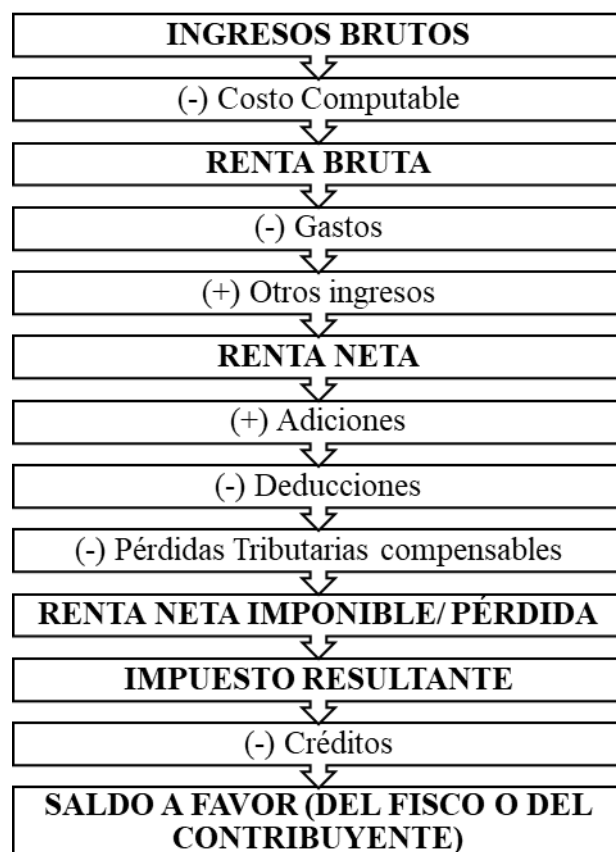 INGRESOS BRUTOS
(-) Costo Computable
RENTA BRUTA
(-) Gastos
(+) Otros ingresos
RENTA NETA
(+) Adiciones
(-) Deducciones
(-) Pérdidas Tributarias compensables
RENTA NETA IMPONIBLE/ PÉRDIDA
IMPUESTO RESULTANTE
(-) Créditos
SALDO A FAVOR (DEL FISCO O DEL
CONTRIBUYENTE)